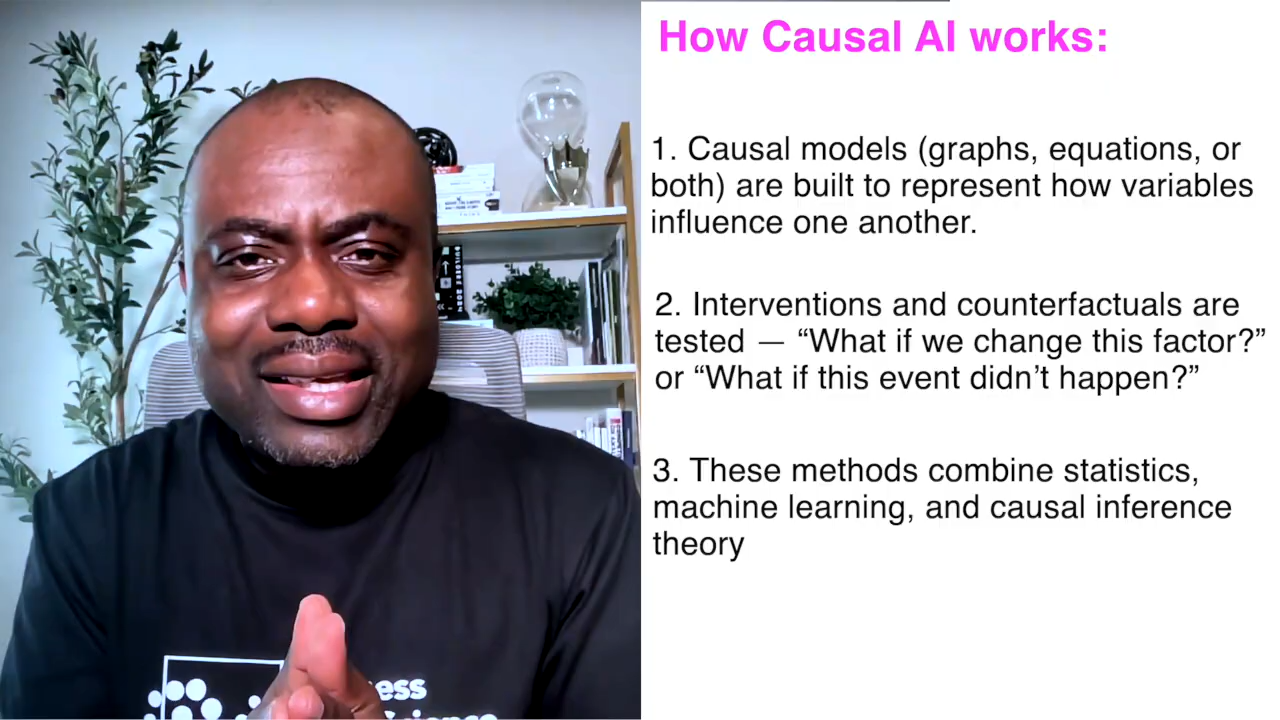 How Causal AI works:
1. Causal models (graphs, equations, or
both) are built to represent how variables
influence one another.
2. Interventions and counterfactuals are
tested — “What if we change this factor?”
or “What if this event didn’t happen?”
3. These methods combine statistics,
machine learning, and causal inference
theory